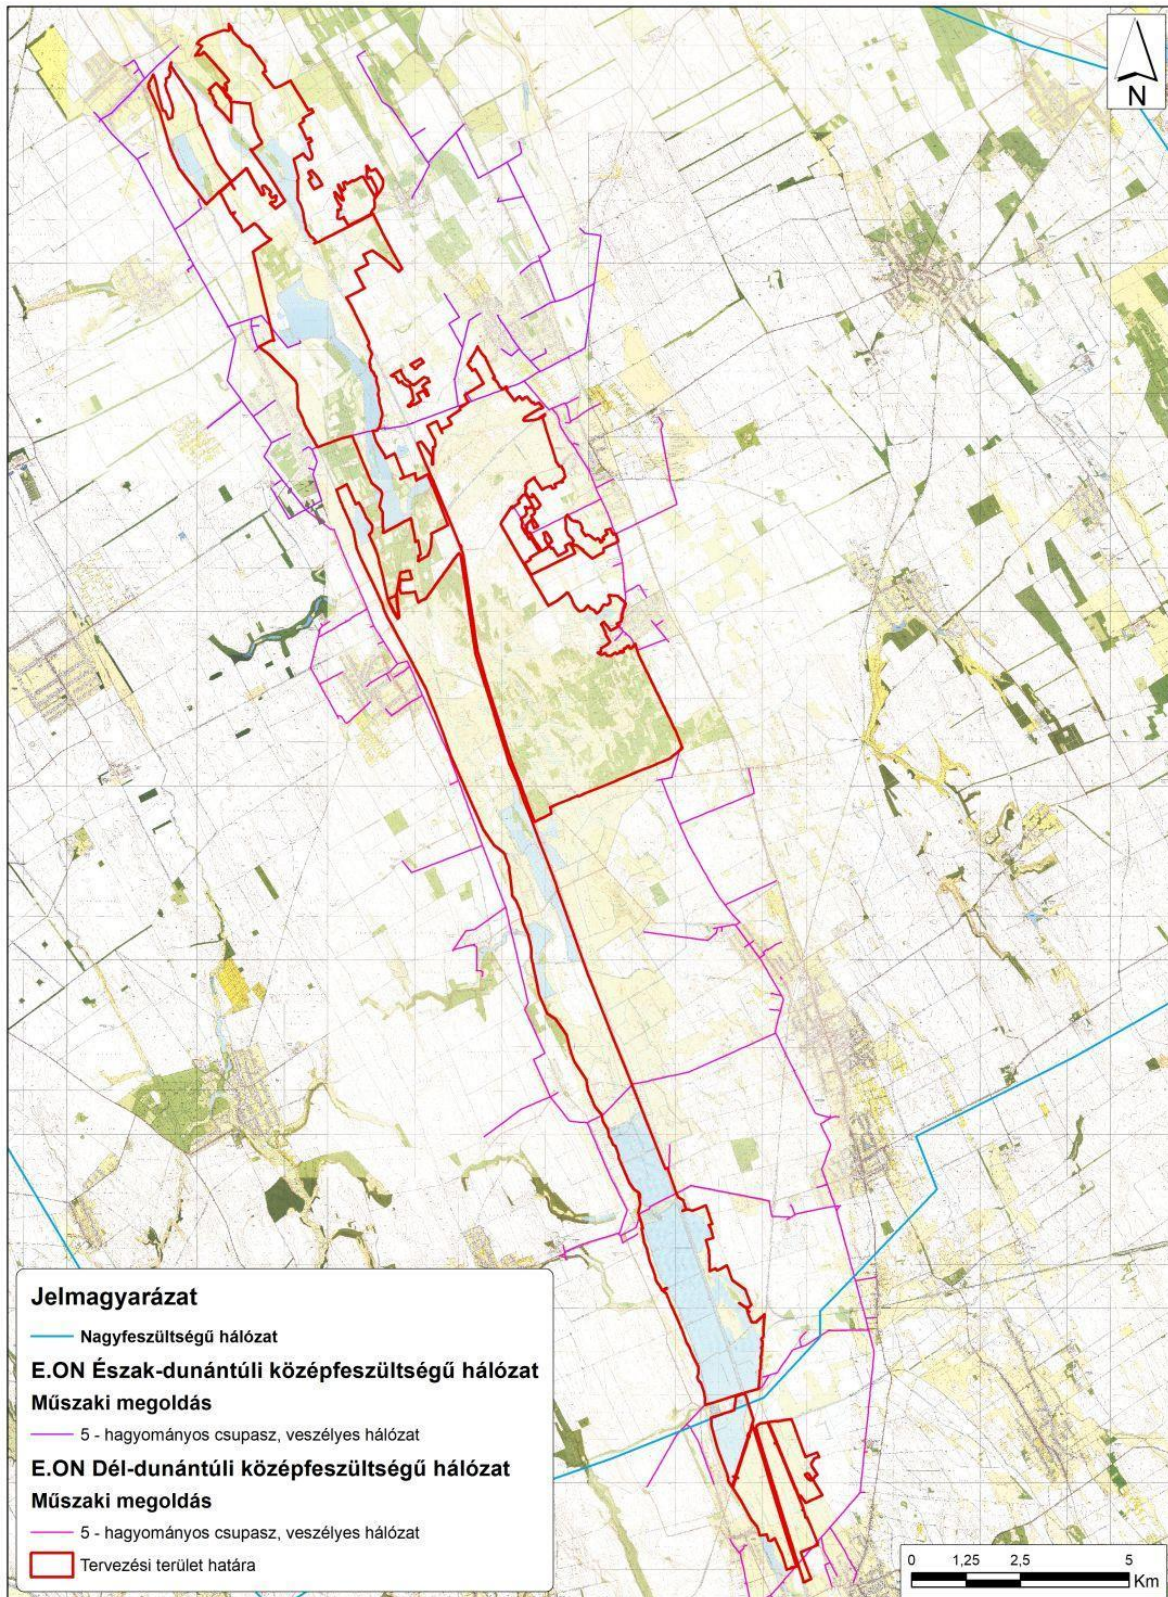 N
Jelmagyarázat
Nagyfeszültségű hálózat
E.ON Észak-dunántúli középfeszültségű hálózat
Műszaki megoldás
5 - hagyományos csupasz, veszélyes hálózat
E.ON Dél-dunántúli középfeszültségű hálózat
Műszaki megoldás
5 - hagyományos csupasz, veszélyes hálózat
Tervezési terület határa
0 1,25 2,5 5
Km